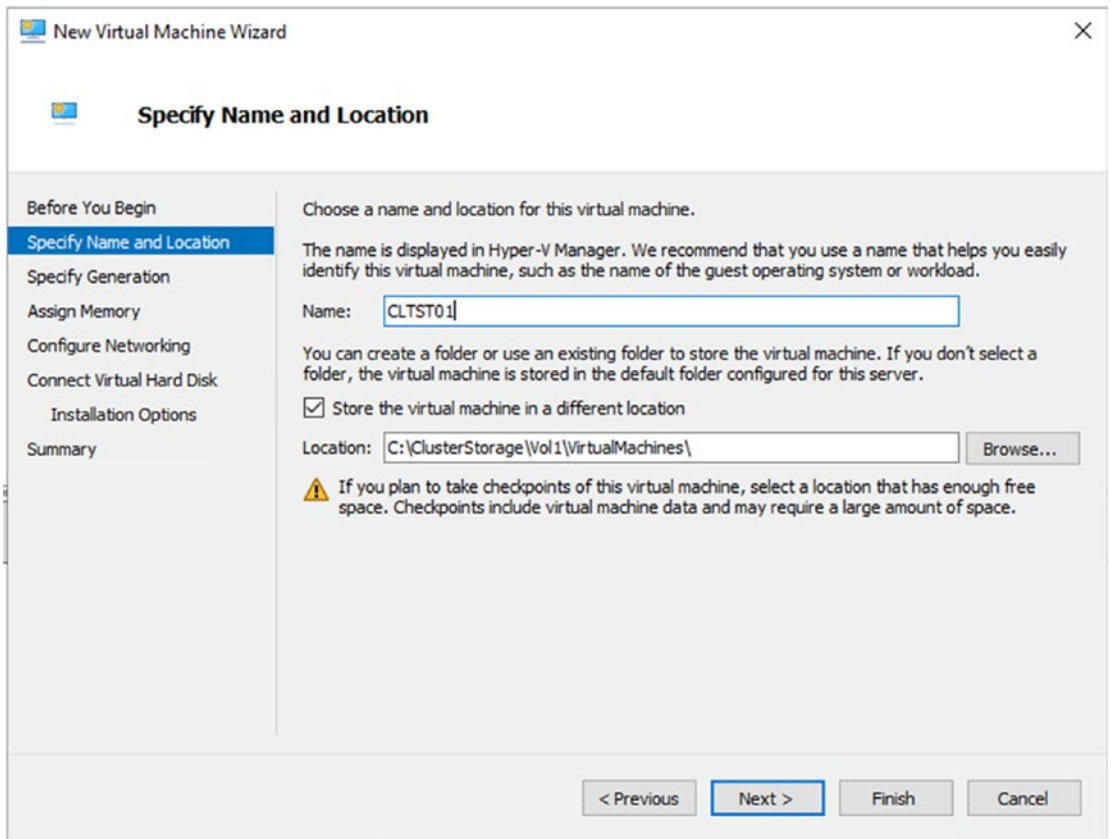 New Virtual Machine Wizard
Specify Name and Location
Before You Begin
Specify Name and Location
Specify Generation
Assign Memory
Configure Networking
Connect Virtual Hard Disk
Installation Options
Summary
Choose a name and location for this virtual machine.
The name is displayed in Hyper-V Manager. We recommend that you use a name that helps you easily
identify this virtual machine, such as the name of the guest operating system or workload.
Name: CLTST01
You can create a folder or use an existing folder to store the virtual machine. If you don't select a
folder, the virtual machine is stored in the default folder configured for this server.
Store the virtual machine in a different location
Location: C:\ClusterStorage\Vol1\VirtualMachines\ Browse...
If you plan to take checkpoints of this virtual machine, select a location that has enough free
space. Checkpoints include virtual machine data and may require a large amount of space.
< Previous Next > Finish Cancel